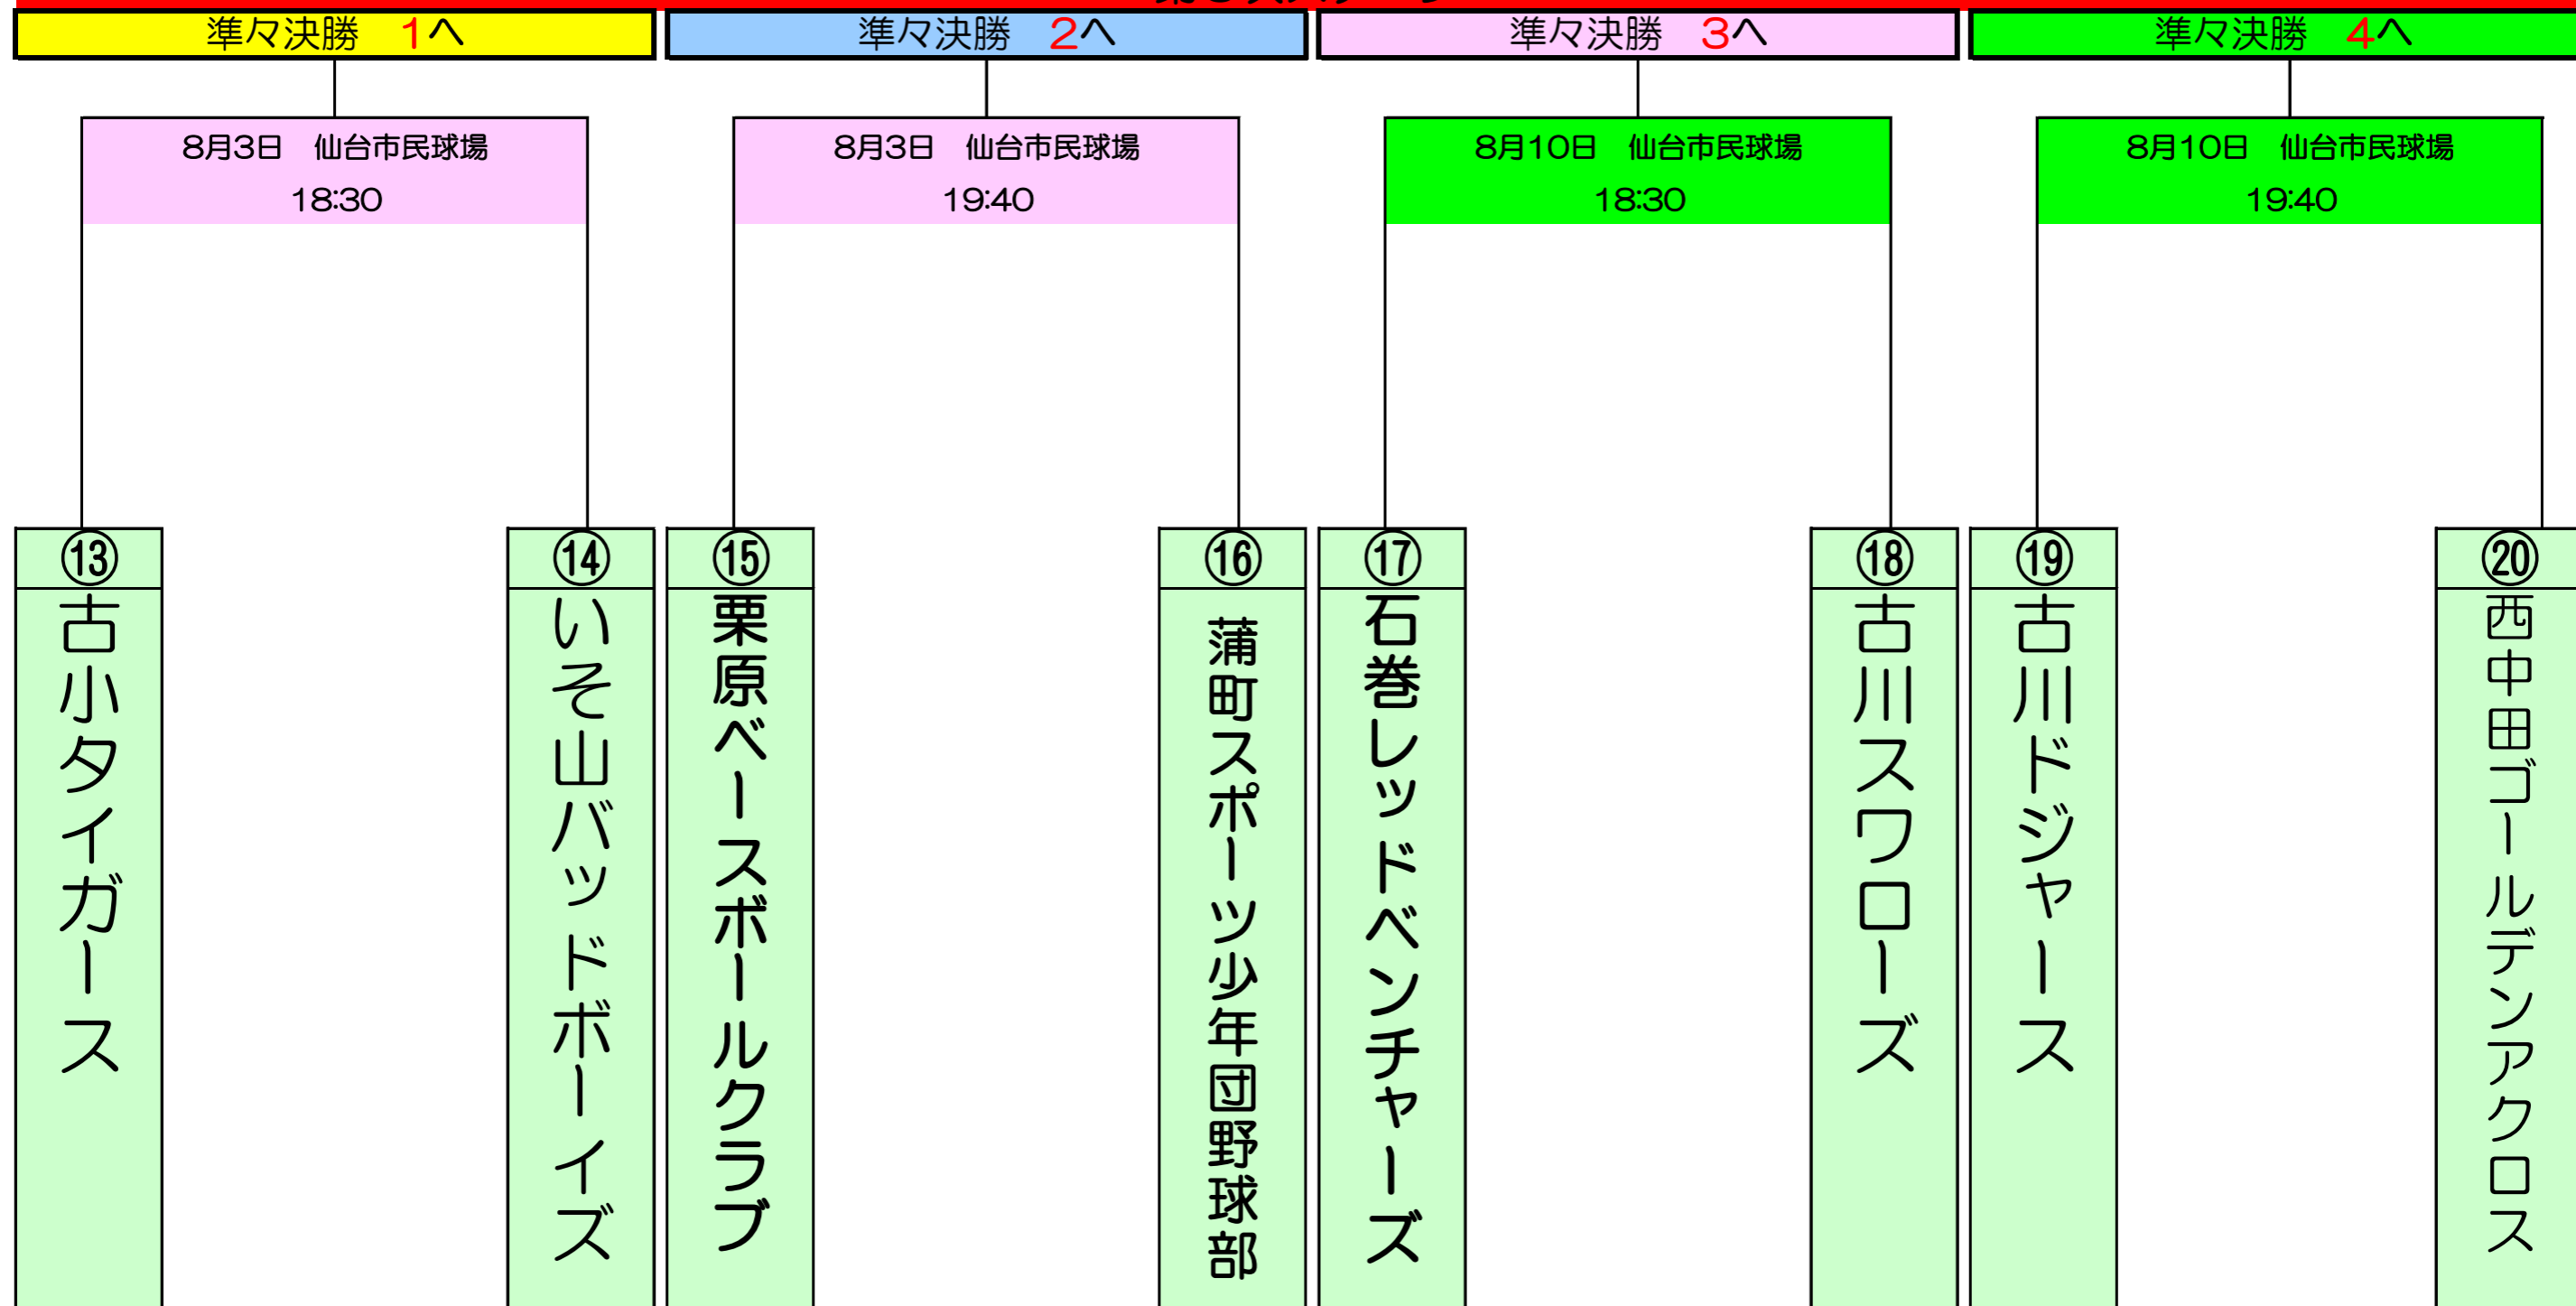 準々決勝 1へ
準々決勝 2へ
準々決勝 3へ
準々決勝 4へ
8月3日 仙台市民球場
18:30
8月3日 仙台市民球場
19:40
8月10日 仙台市民球場
18:30
8月10日 仙台市民球場
19:40
⑬
古小タイガース
⑭
いそ山バッドボーイズ
⑮
栗原ベースボールクラブ
⑯
蒲町スポーツ少年団野球部
⑰
石巻レッドベンチャーズ
⑱
古川スワローズ
⑲
古川ドジャース
⑳
西中田ゴールデンアクロス